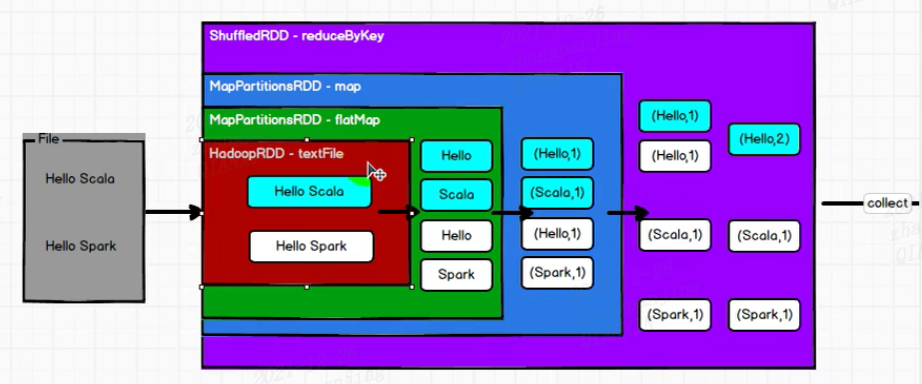 ShuffledRDD - reduceByKey
MapPartitionsRDD - map
MapPartitionsRDD - flatMap
HadoopRDD - textFile
File
Hello Scala
Hello Spark
Hello Scala
Hello Spark
Hello
Scala
Hello
Spark
(Hello,1)
(Scala,1)
(Hello,1)
(Spark,1)
(Hello,1)
(Hello,1)
(Scala,1)
(Spark,1)
(Hello,2)
(Scala,1)
(Spark,1)
collect